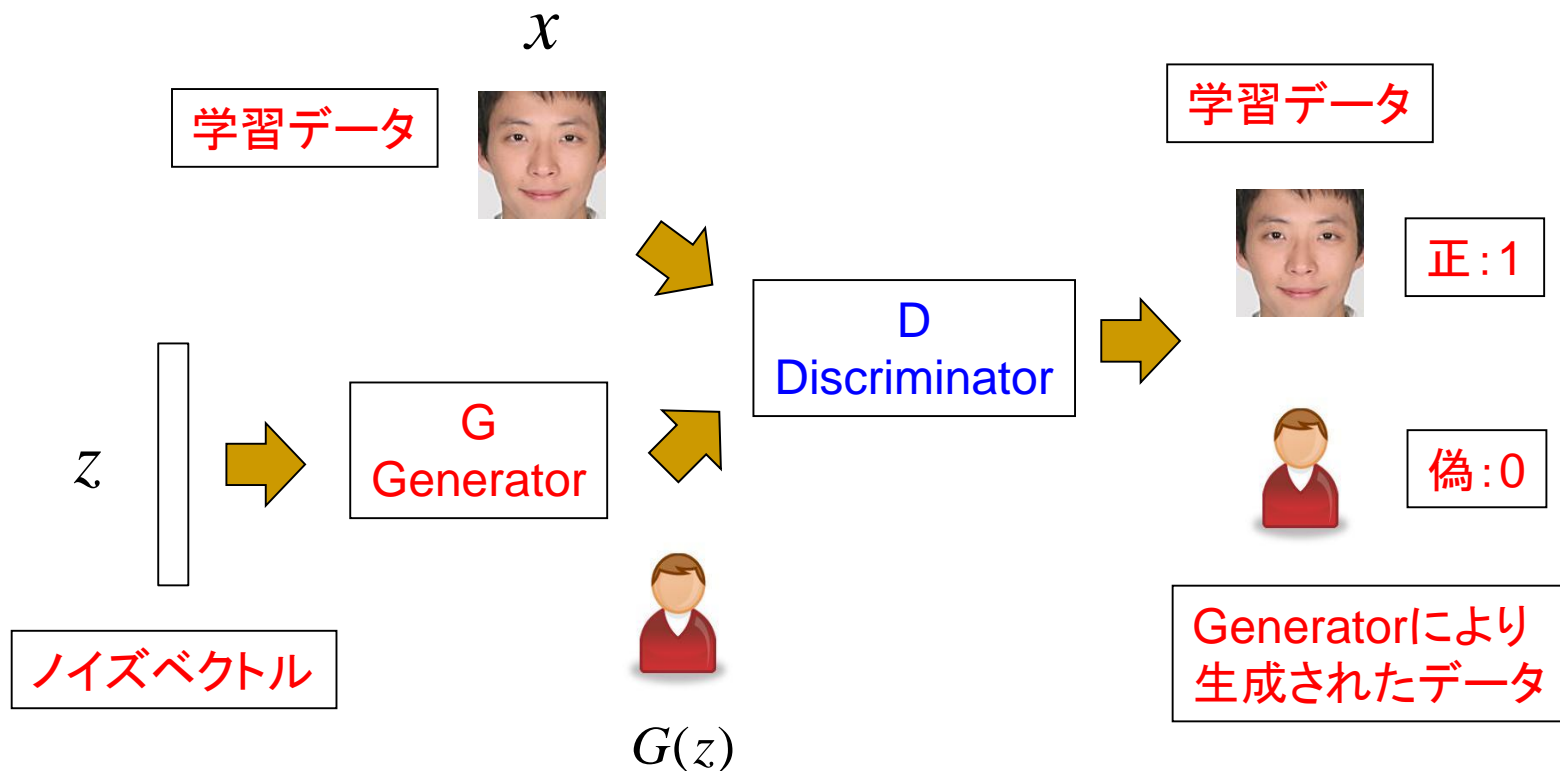 x
学習データ
学習データ
正:1
D
Discriminator
z
G
Generator
偽:0
ノイズベクトル
Generatorにより
生成されたデータ
G(z)